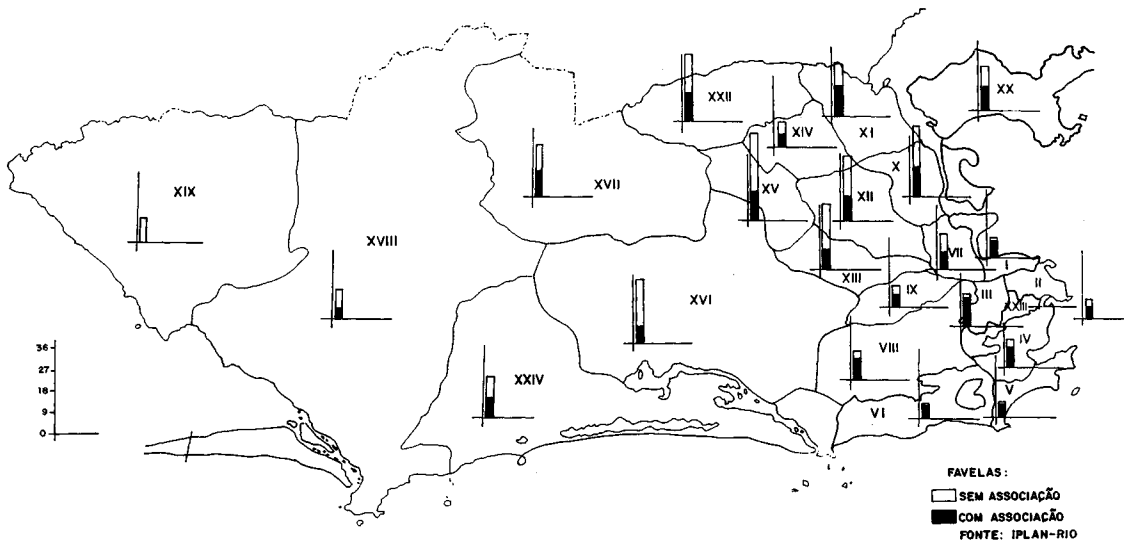 XX
XXII
XIV
XI
XIX
XVII
XV
XII
X
XVIII
VII
I
XIII
XVI
IX
III
II
XXIII
IV
VIII
36
27
18
9
0
XXIV
VI
V
FAVELAS:
SEM ASSOCIAÇÃO
COM ASSOCIAÇÃO
FONTE: IPLAN-RIO